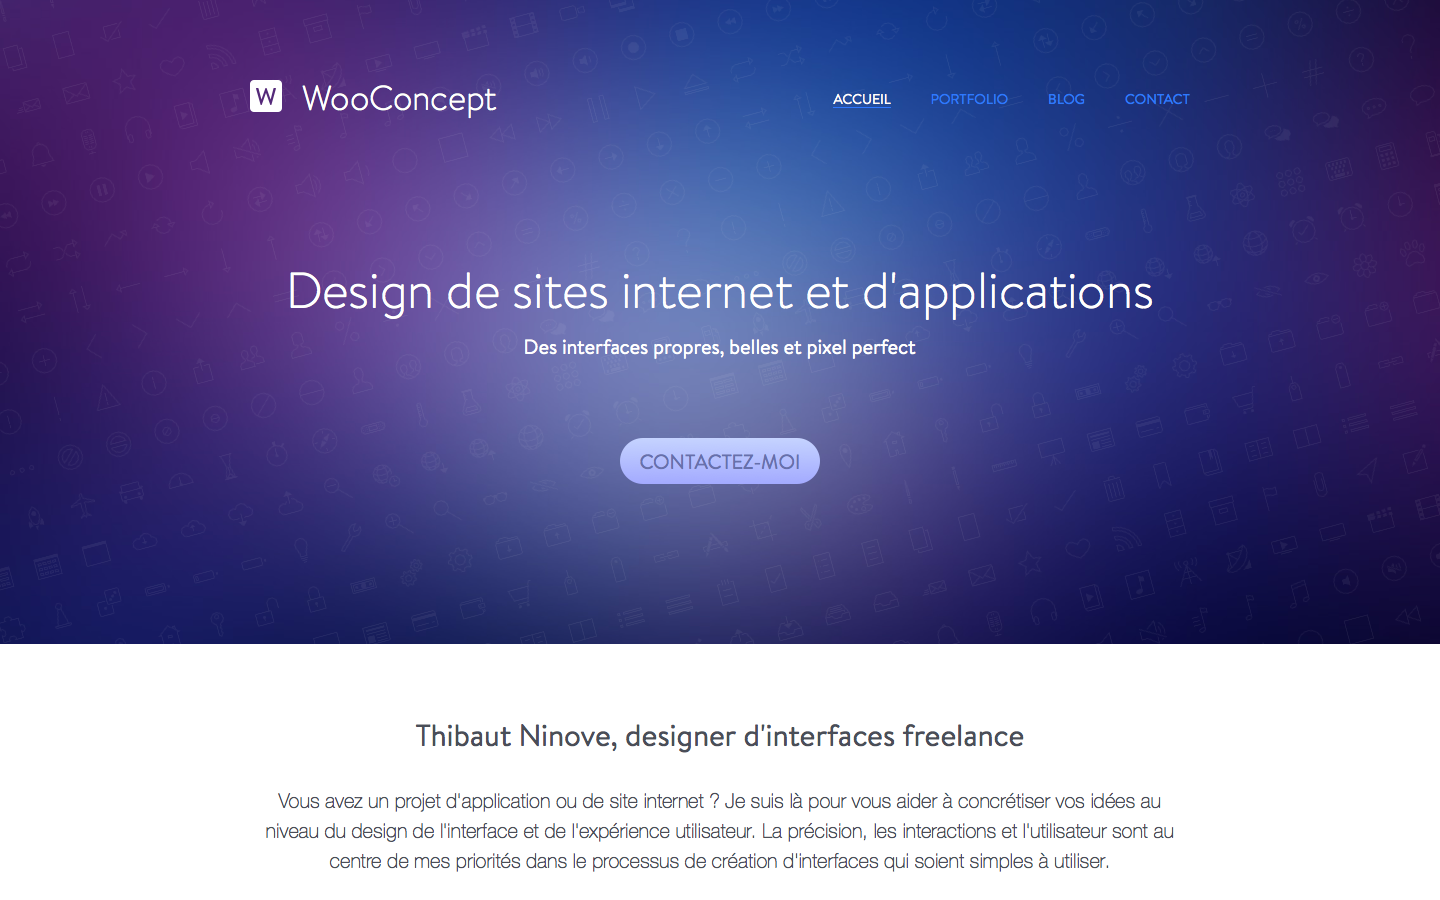 W WooConcept
ACCUEIL PORTFOLIO BLOG CONTACT
Design de sites internet et d'applications
Des interfaces propres, belles et pixel perfect
CONTACTEZ-MOI
Thibaut Ninove, designer d'interfaces freelance
Vous avez un projet d'application ou de site internet ? Je suis là pour vous aider à concrétiser vos idées au
niveau du design de l'interface et de l'expérience utilisateur. La précision, les interactions et l'utilisateur sont au
centre de mes priorités dans le processus de création d'interfaces qui soient simples à utiliser.